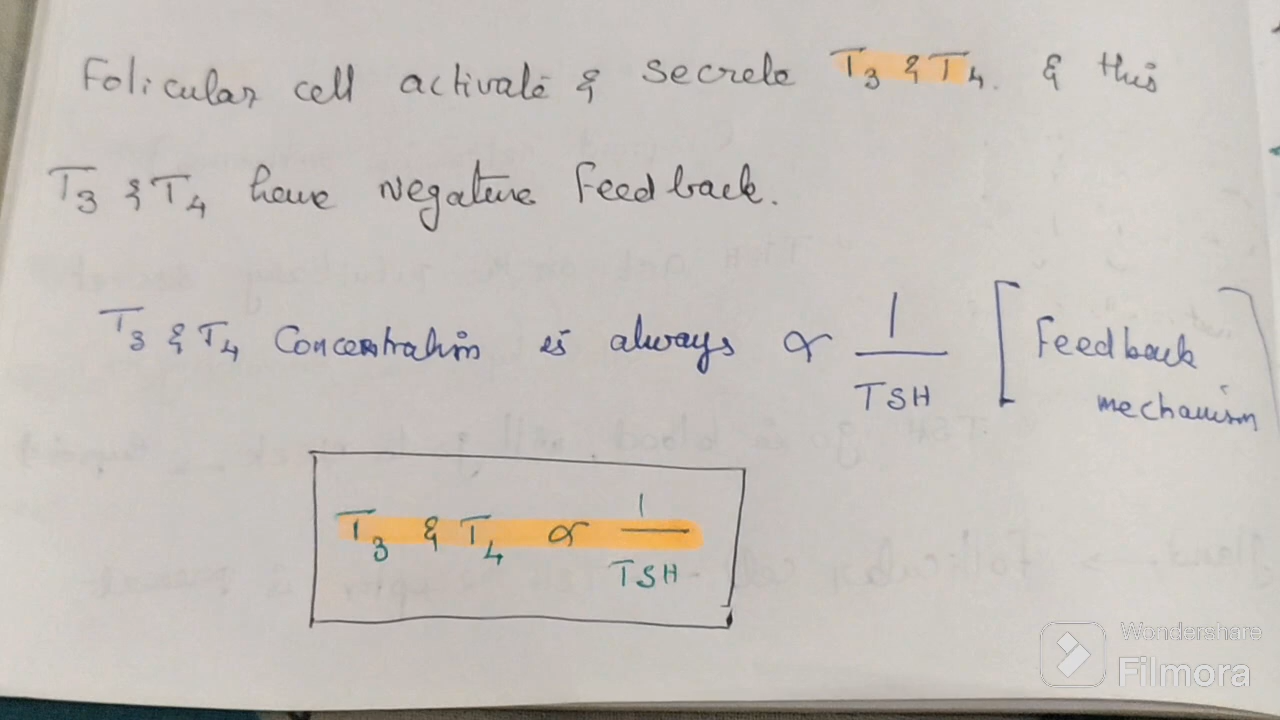 Folicular cell activate & secrete T₃ & T₄. & this
T₃ & T₄ have Negative Feedback.
T₃ & T₄ Concentration is always ∝ 1/TSH [Feedback mechanism]
T₃ & T₄ ∝ 1/TSH
Wondershare
Filmora